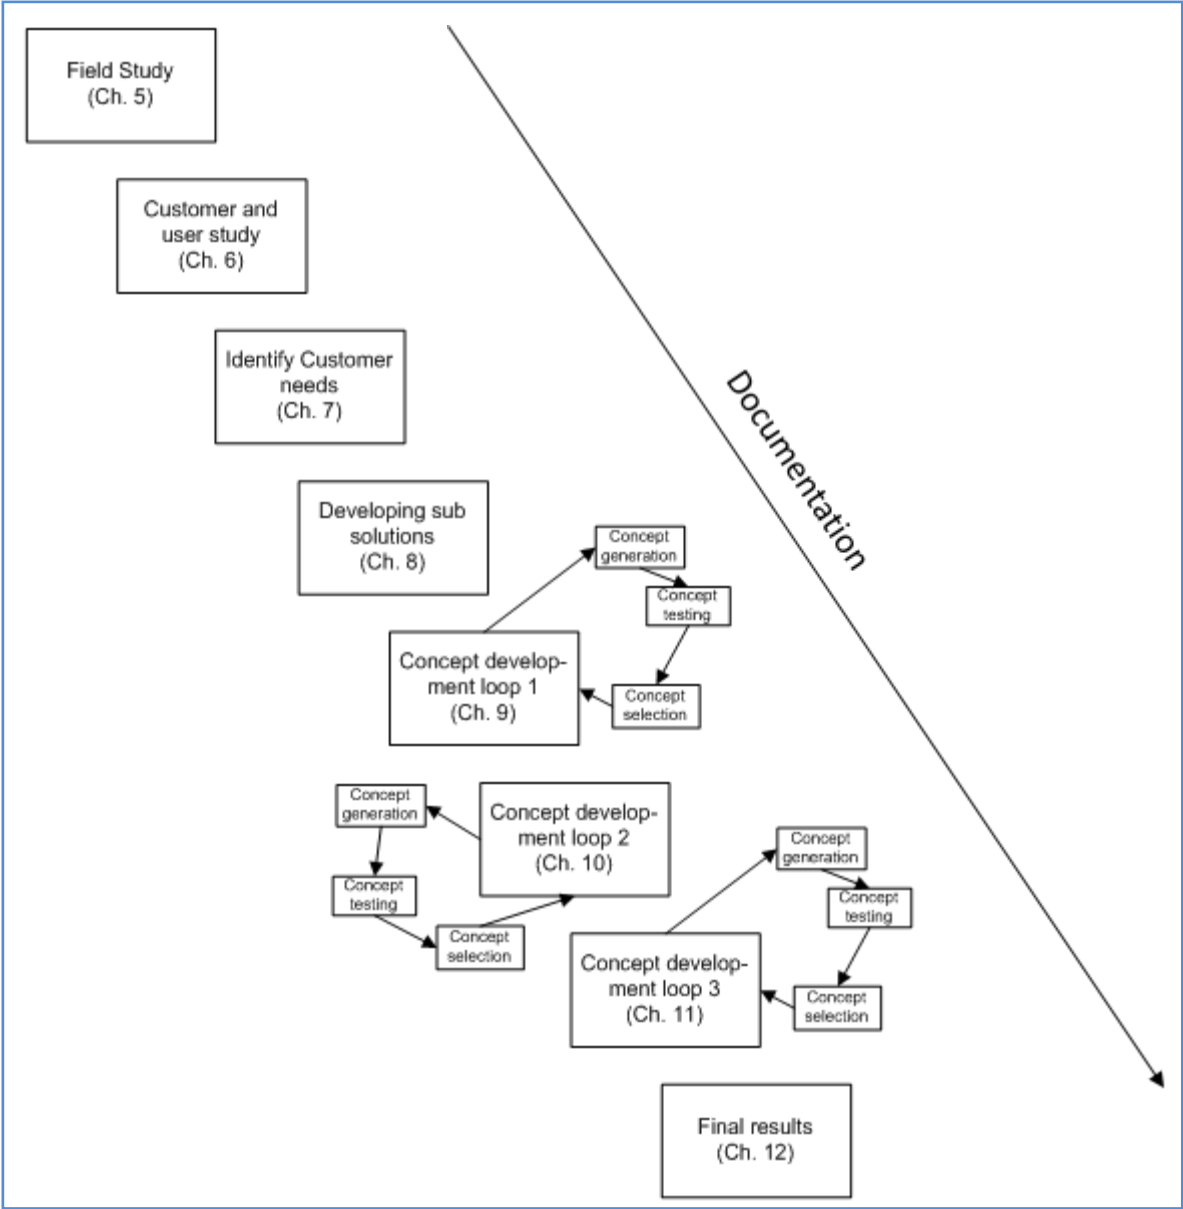 Field Study
(Ch. 5)
Customer and
user study
(Ch. 6)
Identify Customer
needs
(Ch. 7)
Documentation
Developing sub
solutions
(Ch. 8)
Concept
generation
Concept
testing
Concept develop-
ment loop 1
(Ch. 9)
Concept
selection
Concept
generation
Concept develop-
ment loop 2
(Ch. 10)
Concept
testing
Concept
selection
Concept
generation
Concept
testing
Concept develop-
ment loop 3
(Ch. 11)
Concept
selection
Final results
(Ch. 12)